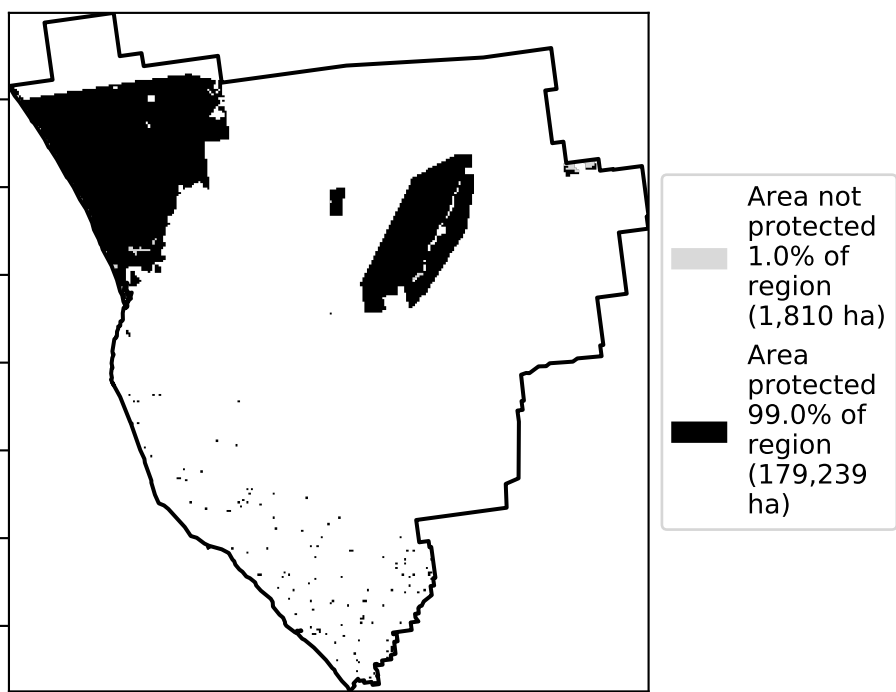 Area not
protected
1.0% of
region
(1,810 ha)
Area
protected
99.0% of
region
(179,239
ha)